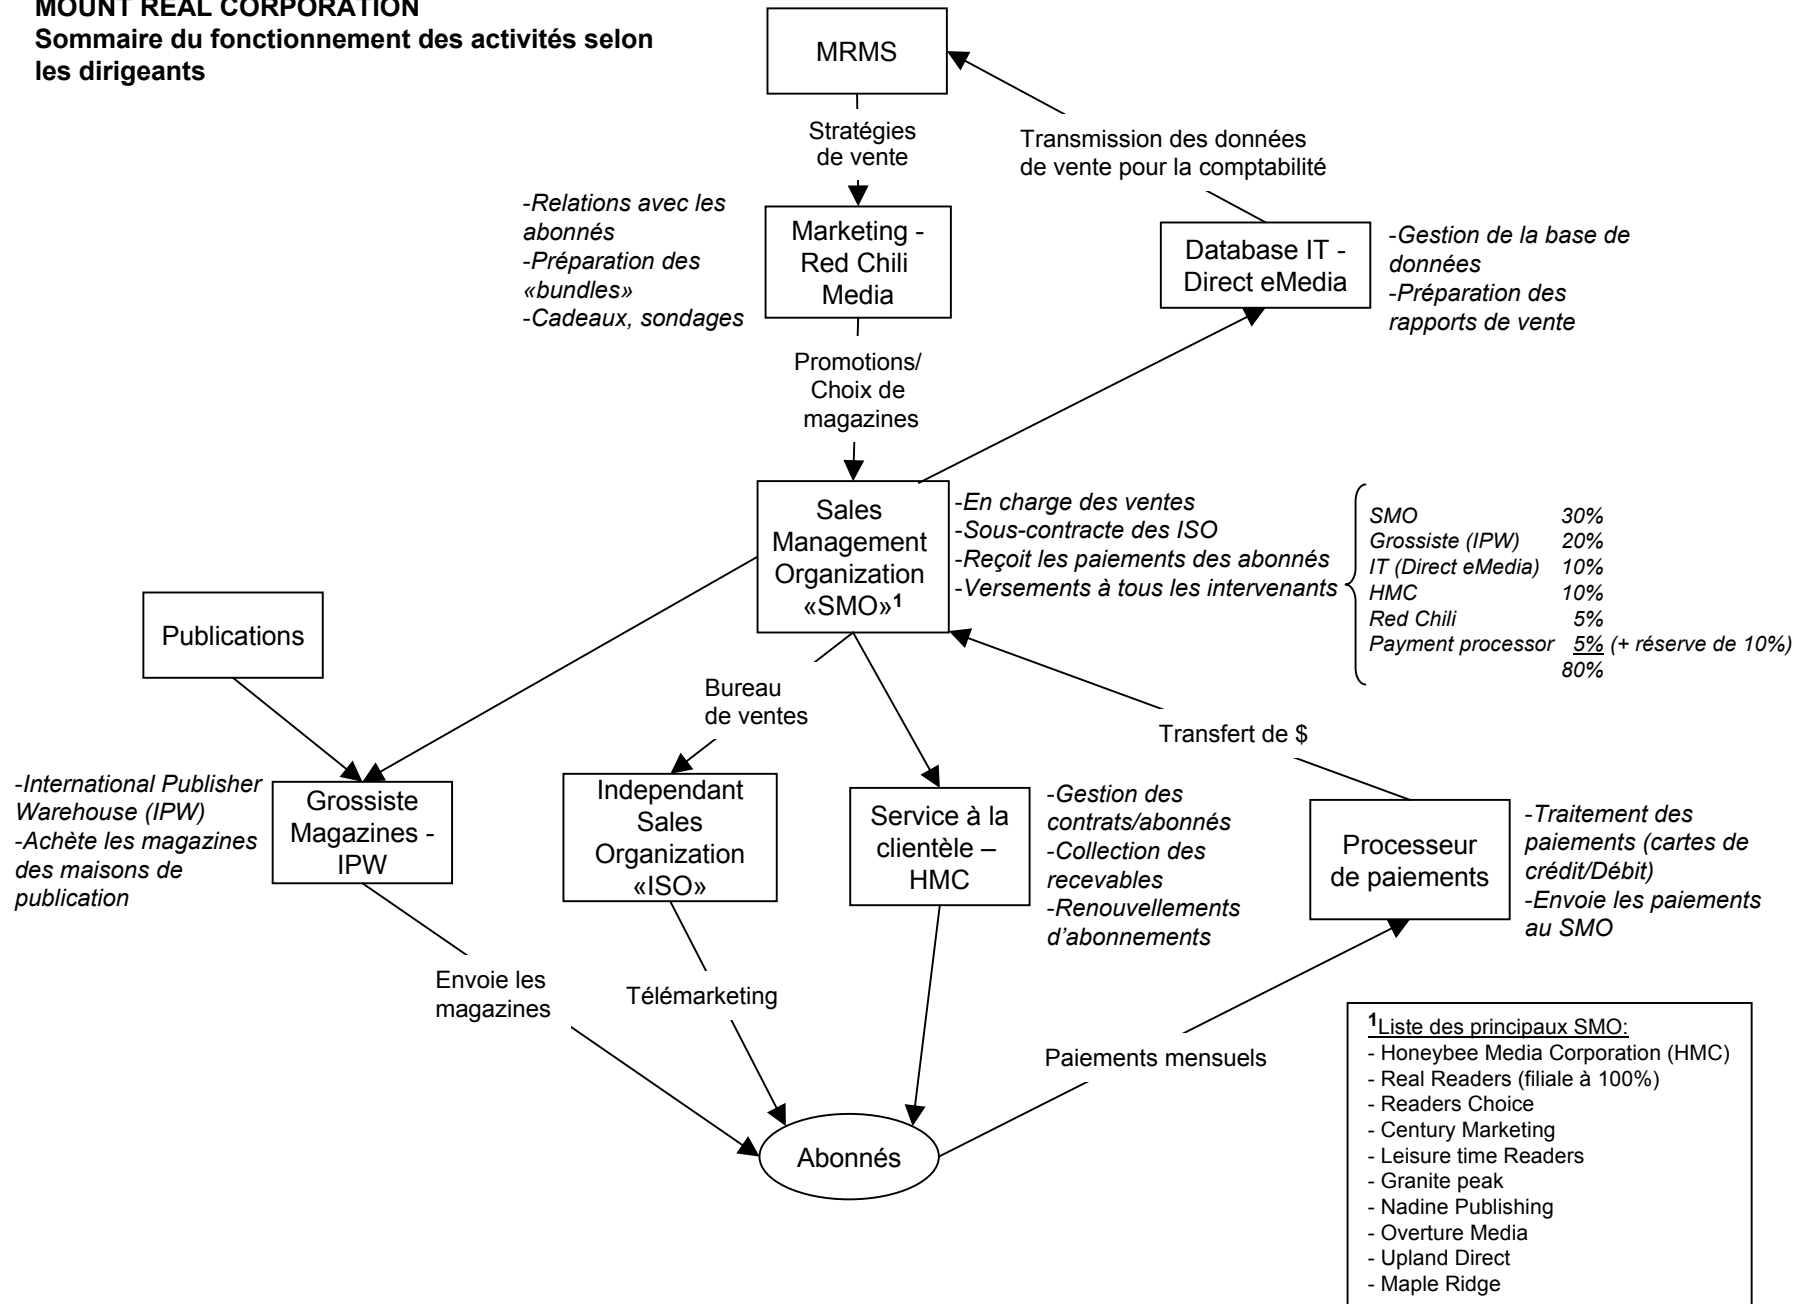 MOUNT REAL CORPORATION
Sommaire du fonctionnement des activités selon
les dirigeants
MRMS
Stratégies
de vente
Transmission des données
de vente pour la comptabilité
-Relations avec les
abonnés
-Préparation des
«bundles»
-Cadeaux, sondages
Marketing -
Red Chili
Media
Database IT -
Direct eMedia
-Gestion de la base de
données
-Préparation des
rapports de vente
Promotions/
Choix de
magazines
Sales
Management
Organization
«SMO»1
-En charge des ventes
-Sous-contracte des ISO
-Reçoit les paiements des abonnés
-Versements à tous les intervenants
SMO 30%
Grossiste (IPW) 20%
IT (Direct eMedia) 10%
HMC 10%
Red Chili 5%
Payment processor 5% (+ réserve de 10%)
80%
Publications
Bureau
de ventes
Transfert de $
-International Publisher
Warehouse (IPW)
-Achète les magazines
des maisons de
publication
Grossiste
Magazines -
IPW
Independant
Sales
Organization
«ISO»
Service à la
clientèle –
HMC
-Gestion des
contrats/abonnés
-Collection des
recevables
-Renouvellements
d'abonnements
Processeur
de paiements
-Traitement des
paiements (cartes de
crédit/Débit)
-Envoie les paiements
au SMO
Envoie les
magazines
Télémarketing
Paiements mensuels
Abonnés
1Liste des principaux SMO:
- Honeybee Media Corporation (HMC)
- Real Readers (filiale à 100%)
- Readers Choice
- Century Marketing
- Leisure time Readers
- Granite peak
- Nadine Publishing
- Overture Media
- Upland Direct
- Maple Ridge